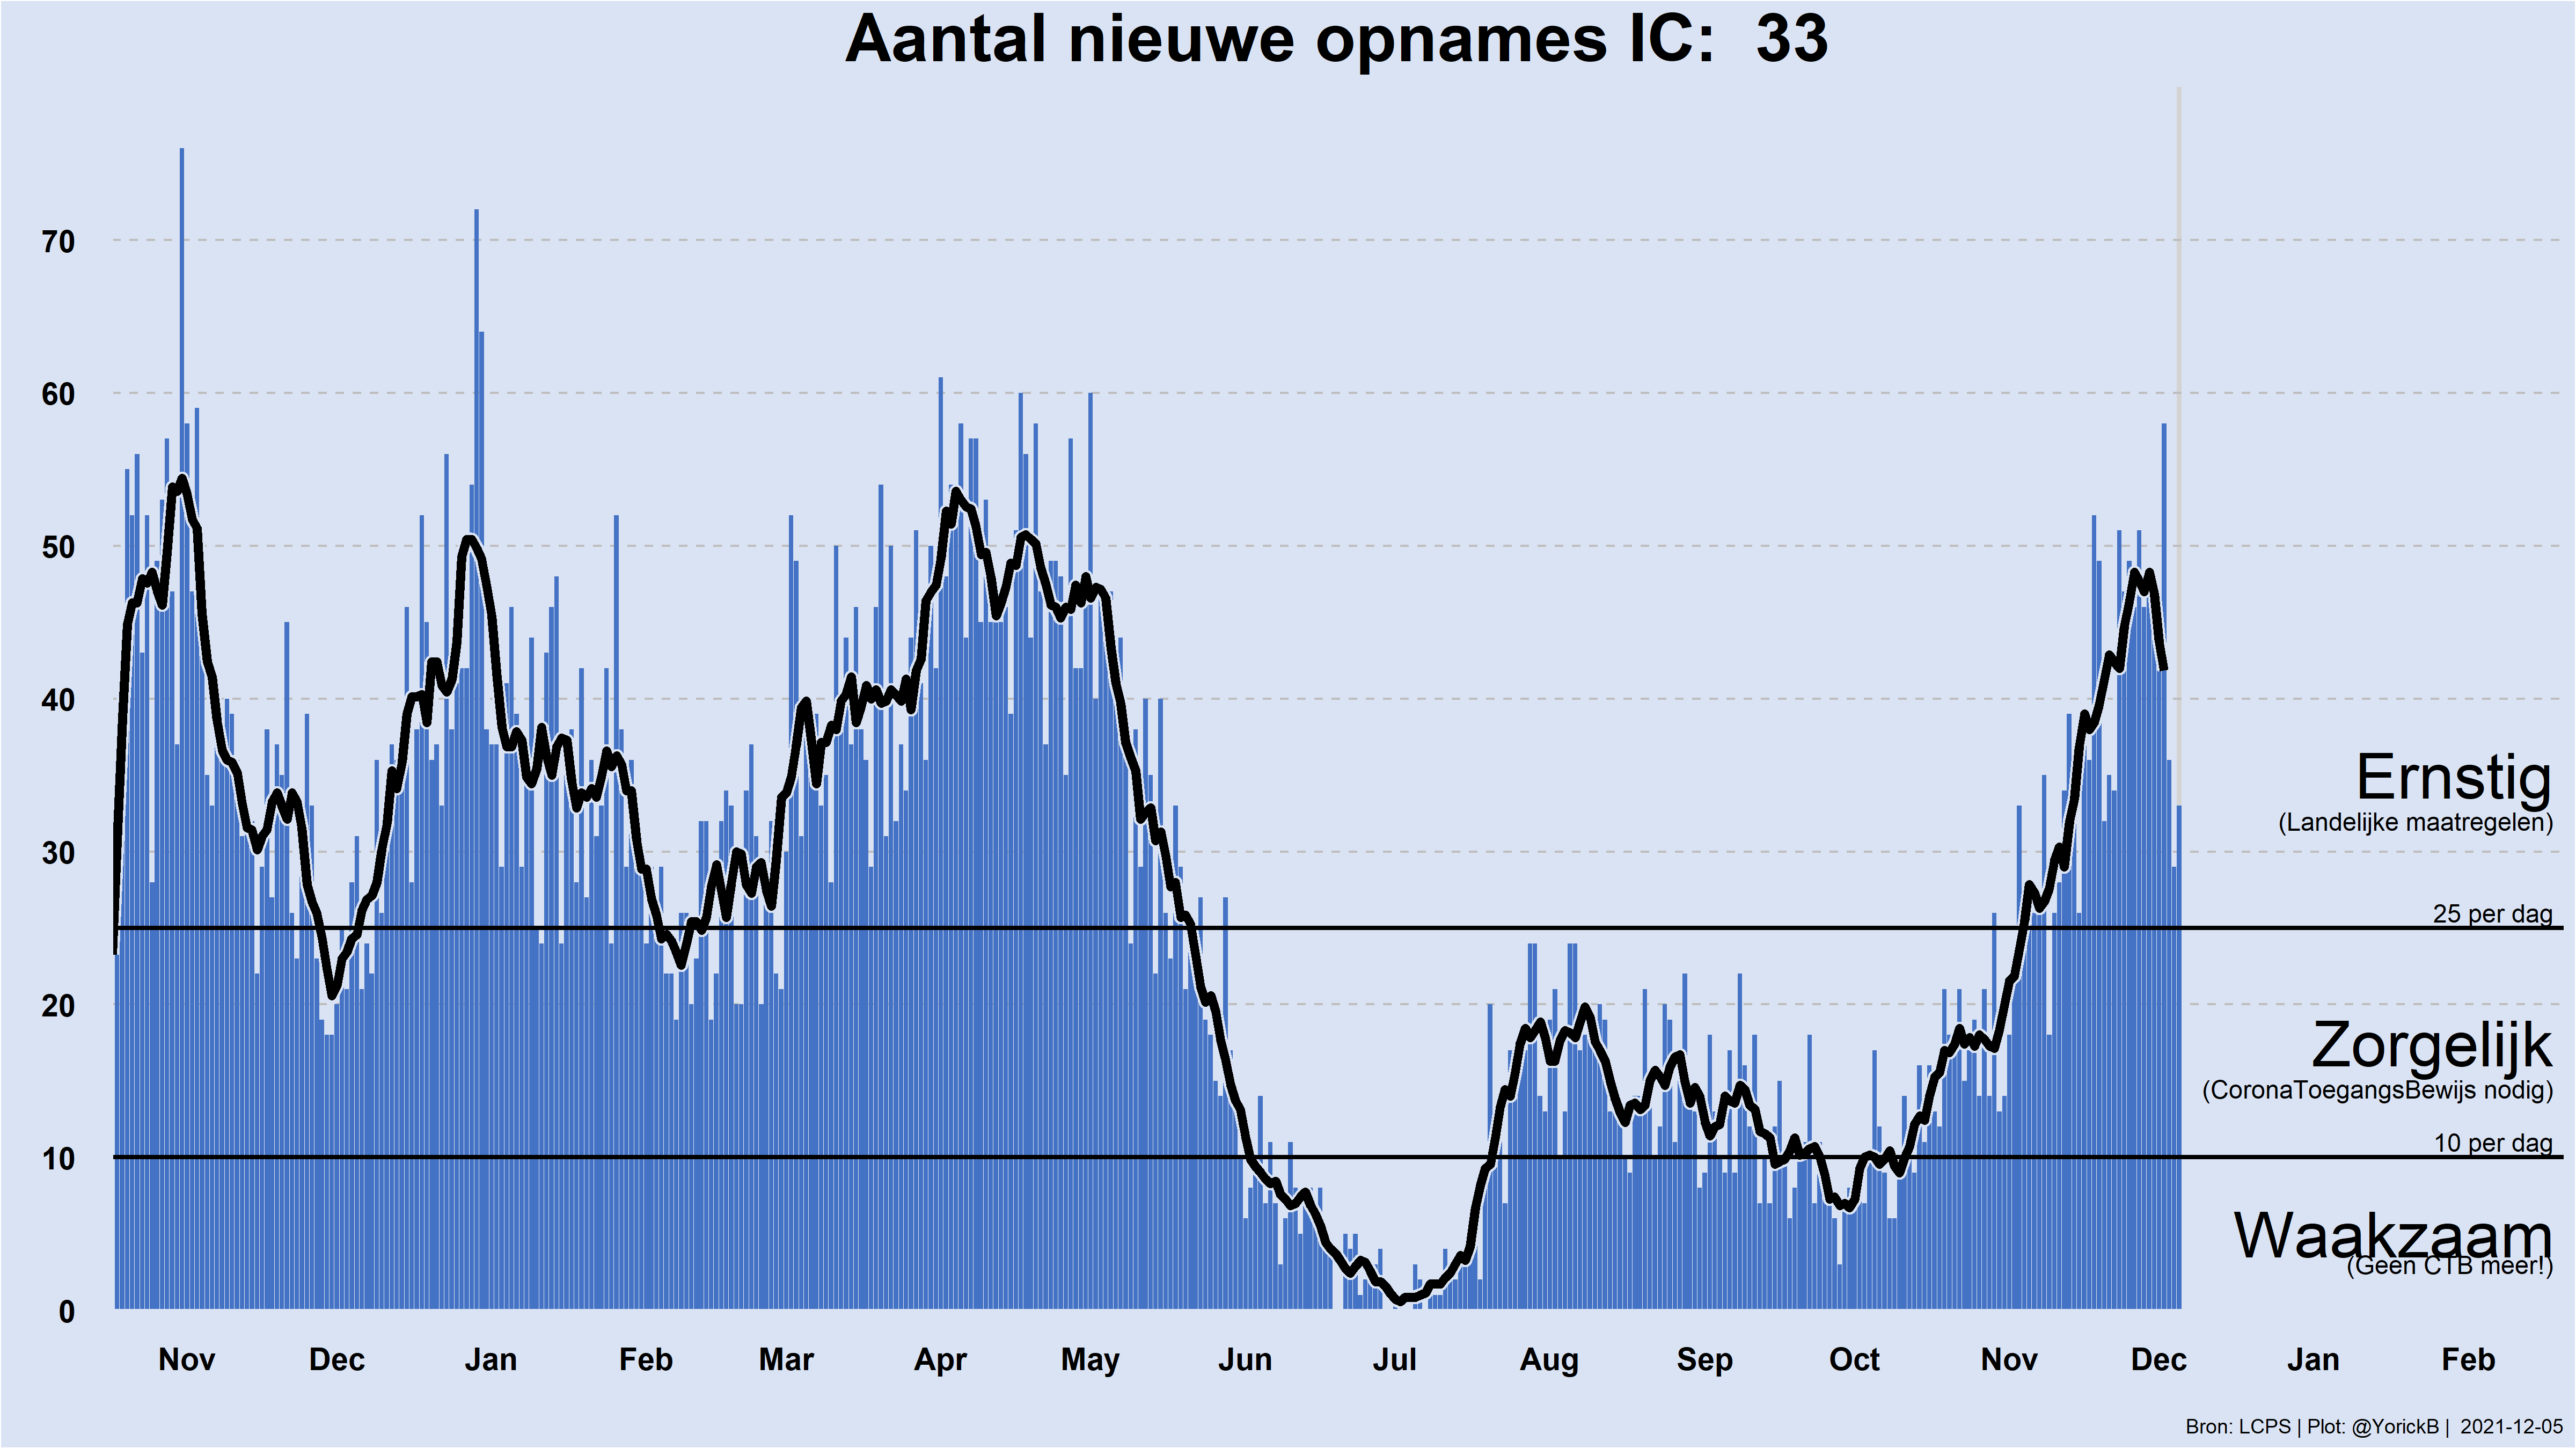 Aantal nieuwe opnames IC:  33
70
60
50
40
30
20
10
0
Ernstig
(Landelijke maatregelen)
25 per dag
Zorgelijk
(CoronaToegangsBewijs nodig)
10 per dag
Waakzaam
(Geen CTB meer!)
Nov Dec Jan Feb Mar Apr May Jun Jul Aug Sep Oct Nov Dec Jan Feb
Bron: LCPS | Plot: @YorickB |  2021-12-05